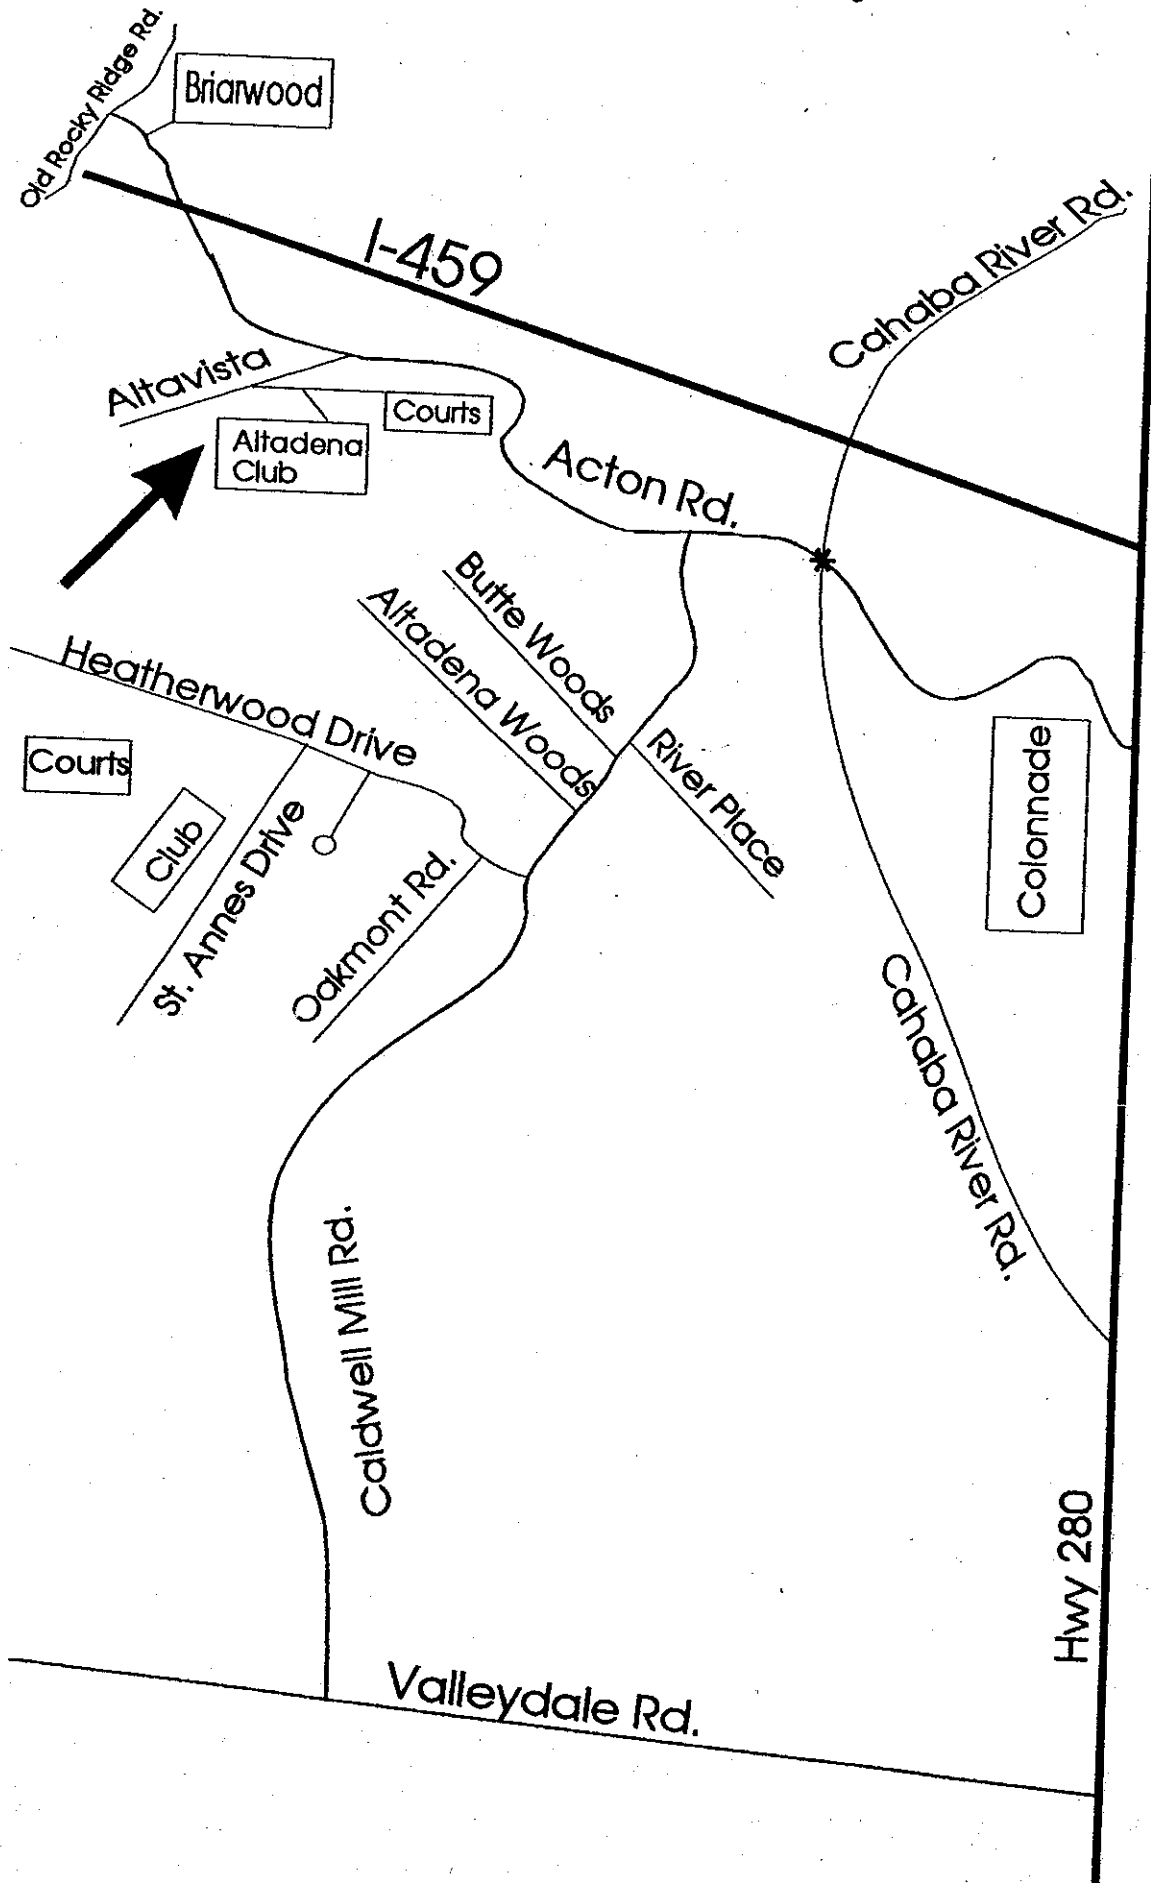 Old Rocky Ridge Rd.
Briarwood
I-459
Cahaba River Rd.
Altavista
Courts
Altadena
Club
Acton Rd.
Butte Woods
Altadena Woods
Heatherwood Drive
River Place
Courts
Club
St. Annes Drive
Oakmont Rd.
Colonnade
Cahaba River Rd.
Caldwell Mill Rd.
Hwy 280
Valleydale Rd.